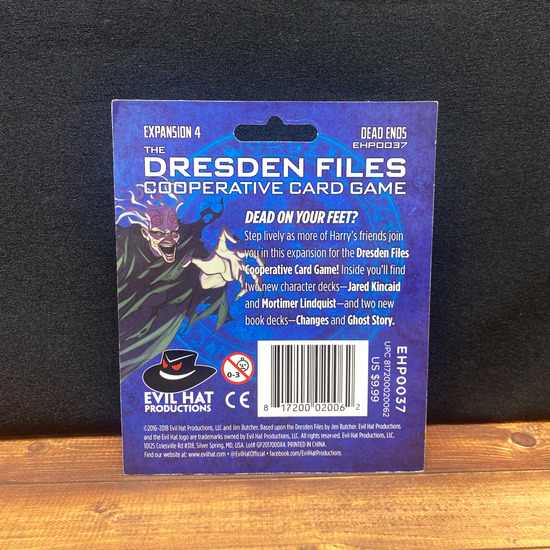 EXPANSION 4
DEAD ENDS
EHP0037
THE
DRESDEN FILES
COOPERATIVE CARD GAME
DEAD ON YOUR FEET?
Step lively as more of Harry's friends join
you in this expansion for the Dresden Files
Cooperative Card Game! Inside you'll find
two new character decks—Jared Kincaid
and Mortimer Lindquist—and two new
book decks—Changes and Ghost Story.
EVIL HAT
PRODUCTIONS
0-3
CE
8 17200 02006 2
EHP0037
UPC 817200020062
US $9.99
©2016-2018 Evil Hat Productions, LLC and Jim Butcher. Based upon the Dresden Files by Jim Butcher. Evil Hat Productions
and the Evil Hat logo are trademarks owned by Evil Hat Productions, LLC. All rights reserved. Evil Hat Productions, LLC,
10125 Colesville Rd #318, Silver Spring, MD, USA. Lot# GP2017000X4. PRINTED IN CHINA.
Find our website at: www.evilhat.com • @EvilHatOfficial • facebook.com/EvilHatProductions